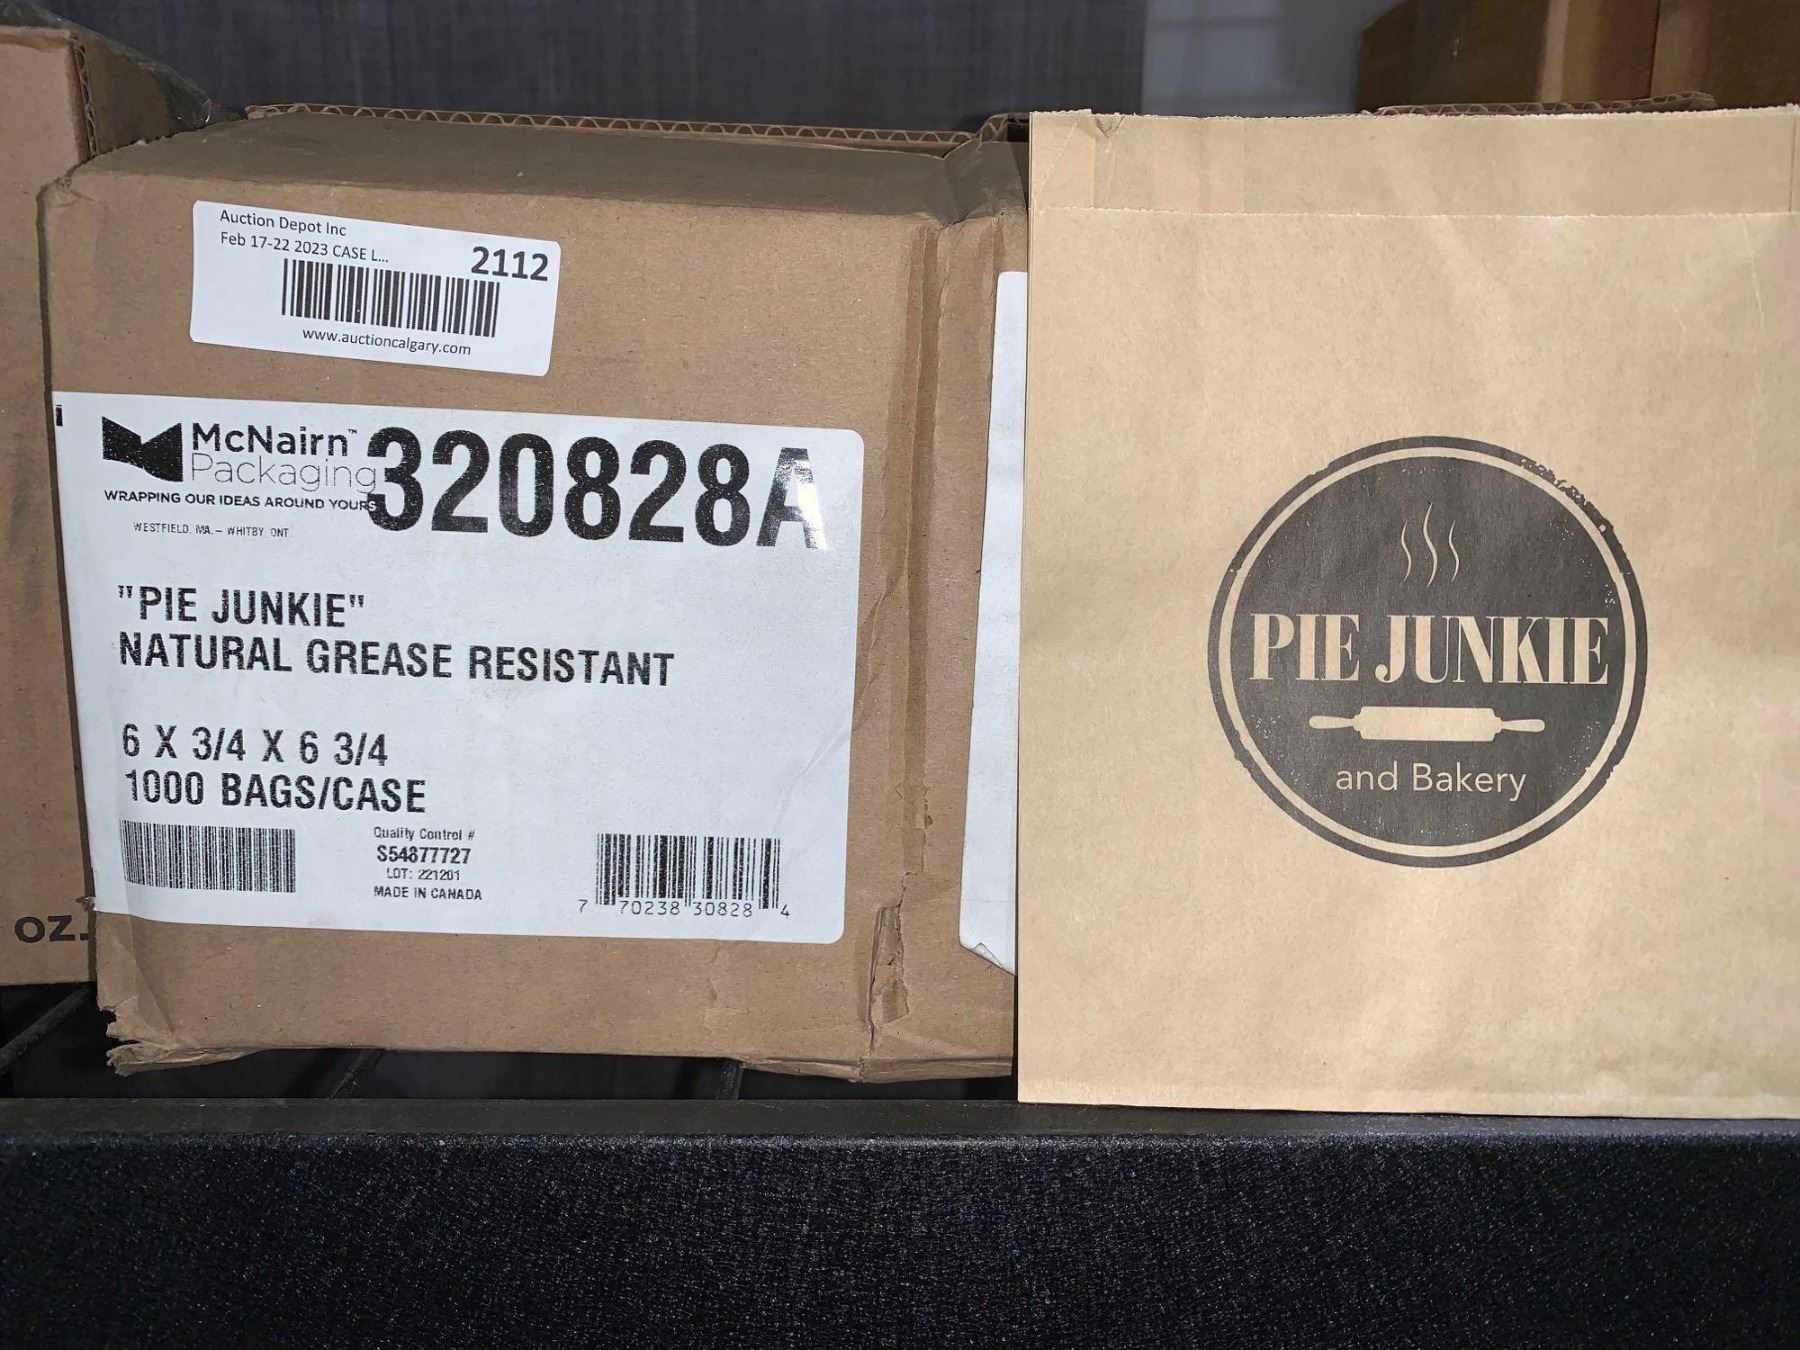 Auction Depot Inc
Feb 17-22 2023 CASE L...
2112
www.auctioncalgary.com
McNairn™
Packaging
WRAPPING OUR IDEAS AROUND YOURS
WESTFIELD, MA. – WHITBY ONT.
320828A
"PIE JUNKIE"
NATURAL GREASE RESISTANT
6 X 3/4 X 6 3/4
1000 BAGS/CASE
Quality Control #
S54877727
LOT: 221201
MADE IN CANADA
7 70238 30828 4
OZ.
PIE JUNKIE
and Bakery